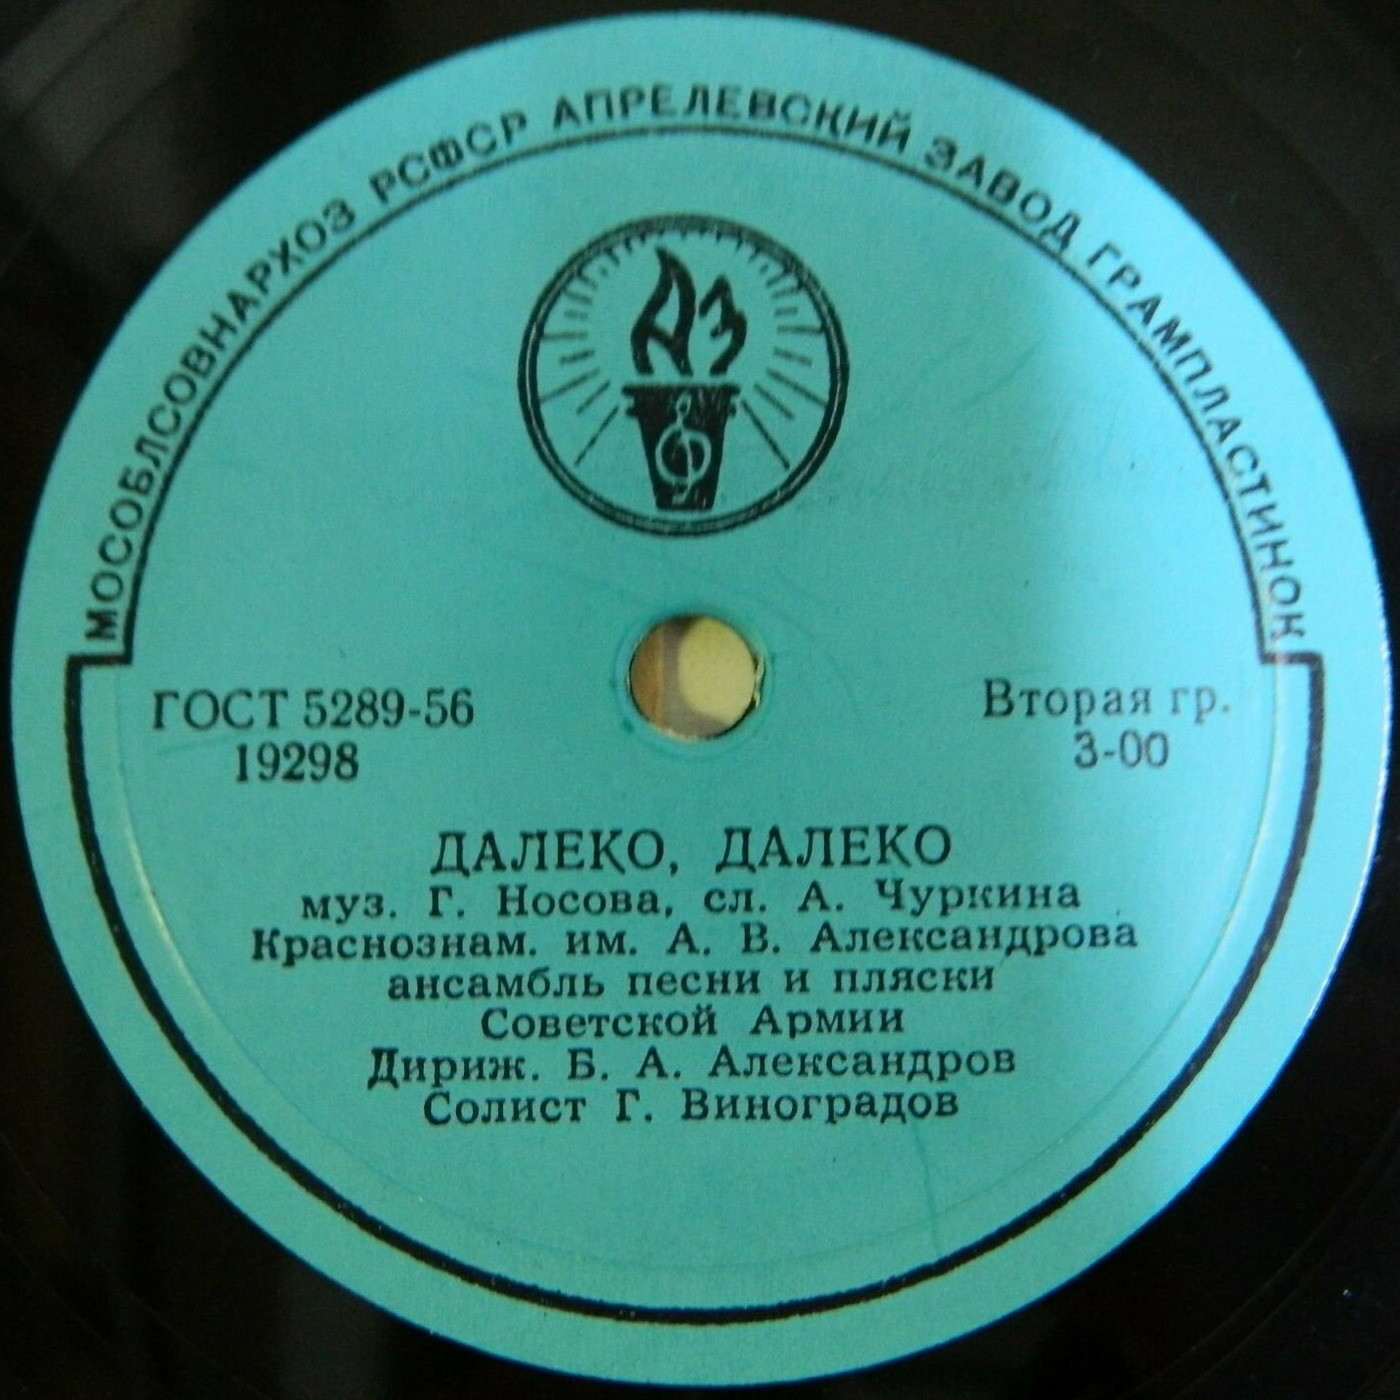 МОСОБЛСОВНАРХОЗ РСФСР АПРЕЛЕВСКИЙ ЗАВОД ГРАМПЛАСТИНОК
АЗ
ГОСТ 5289-56
19298
Вторая гр.
3-00
ДАЛЕКО, ДАЛЕКО
муз. Г. Носова, сл. А. Чуркина
Краснознам. им. А. В. Александрова
ансамбль песни и пляски
Советской Армии
Дириж. Б. А. Александров
Солист Г. Виноградов